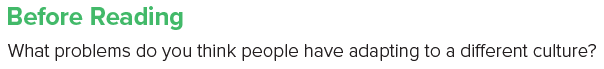 Before Reading
What problems do you think people have adapting to a different culture?